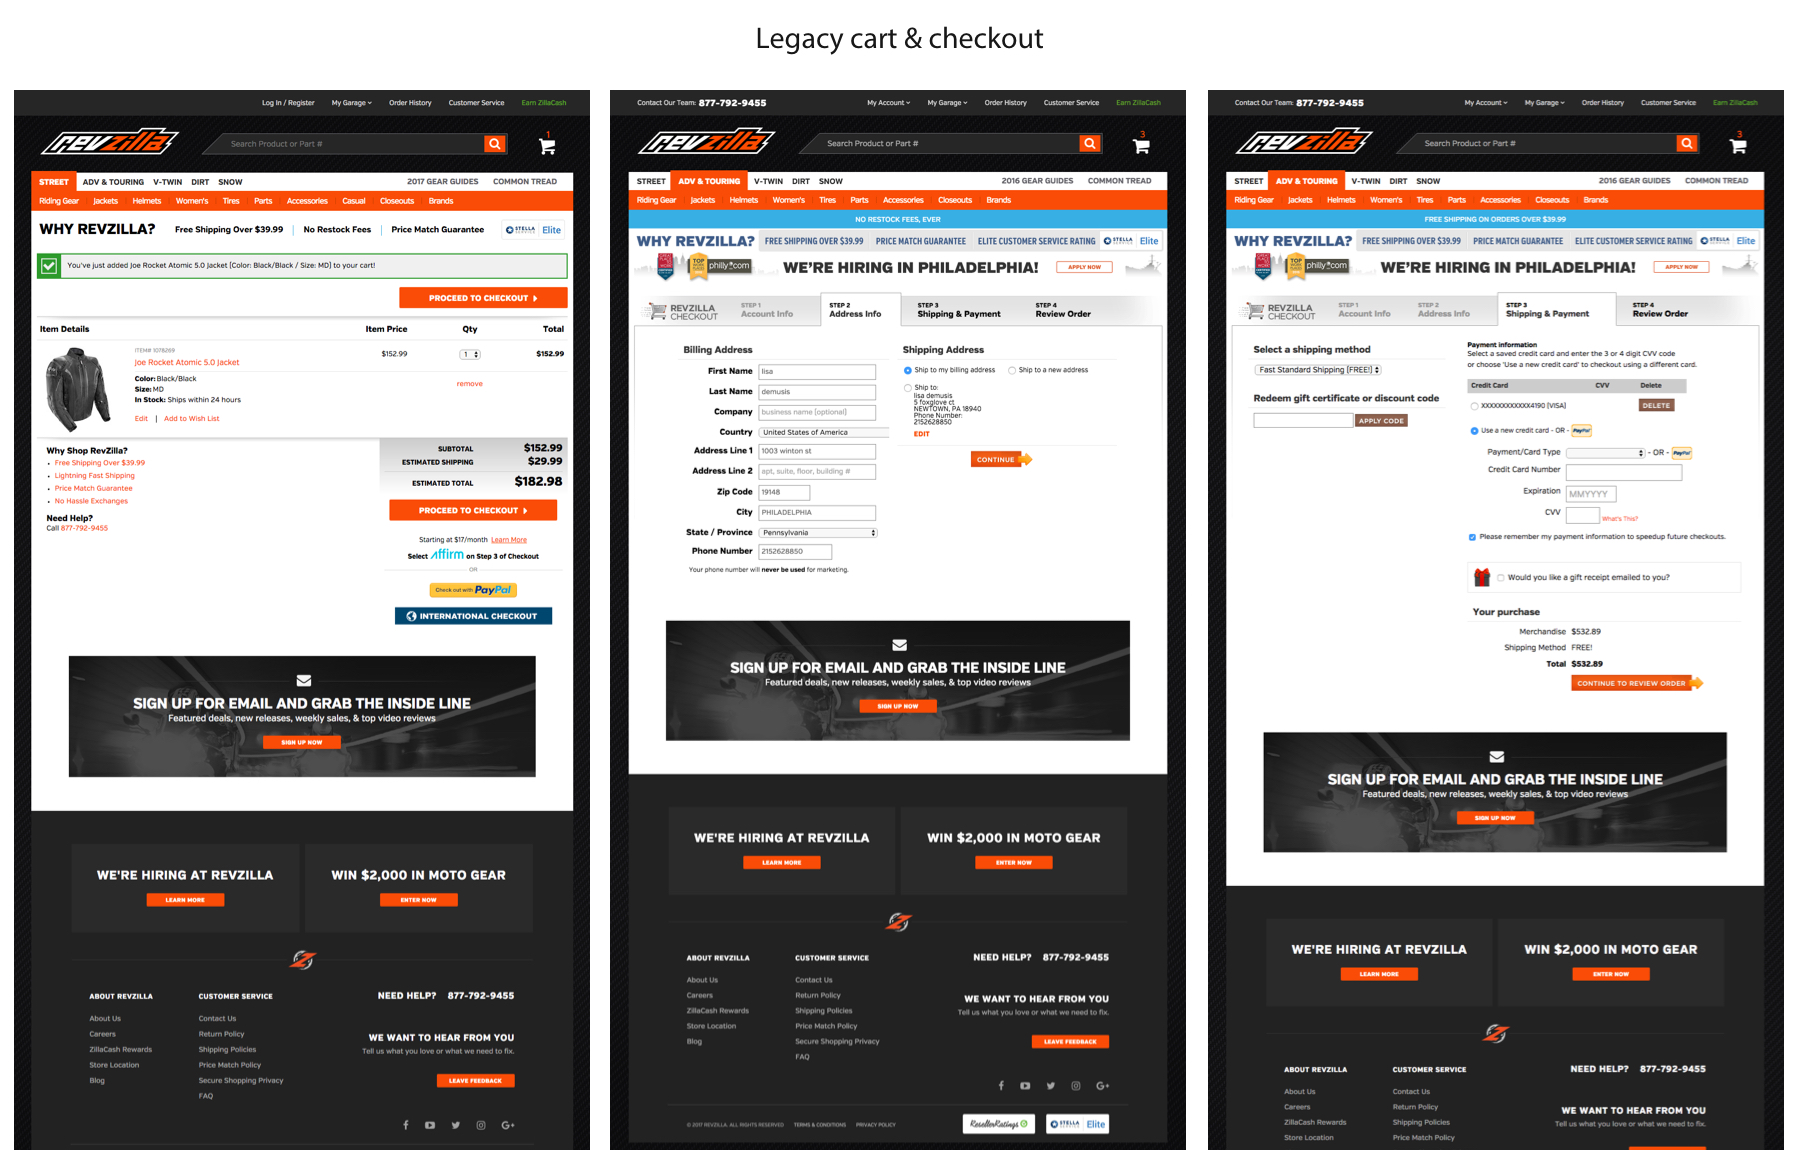 Legacy cart & checkout
Log In / Register My Garage Order History Customer Service Earn ZillaCash
REVZILLA Search Product or Part # 1
STREET ADV & TOURING V-TWIN DIRT SNOW 2017 GEAR GUIDES COMMON TREAD
Riding Gear Jackets Helmets Women's Tires Parts Accessories Casual Closeouts Brands
WHY REVZILLA? Free Shipping Over $39.99 No Restock Fees Price Match Guarantee STELLA Elite
You've just added Joe Rocket Atomic 5.0 Jacket [Color: Black/Black / Size: MD] to your cart!
PROCEED TO CHECKOUT
Item Details Item Price Qty Total
ITEM# 1078269
Joe Rocket Atomic 5.0 Jacket $152.99 1 $152.99
Color: Black/Black
Size: MD
In Stock: Ships within 24 hours
remove
Edit | Add to Wish List
Why Shop RevZilla?
Free Shipping Over $39.99
Lightning Fast Shipping
Price Match Guarantee
No Hassle Exchanges
Need Help?
Call 877-792-9455
SUBTOTAL $152.99
ESTIMATED SHIPPING $29.99
ESTIMATED TOTAL $182.98
PROCEED TO CHECKOUT
Starting at $17/month Learn More
Select affirm on Step 3 of Checkout
OR
Check out with PayPal
INTERNATIONAL CHECKOUT
SIGN UP FOR EMAIL AND GRAB THE INSIDE LINE
Featured deals, new releases, weekly sales, & top video reviews
SIGN UP NOW
WE'RE HIRING AT REVZILLA
LEARN MORE
WIN $2,000 IN MOTO GEAR
ENTER NOW
ABOUT REVZILLA
About Us
Careers
ZillaCash Rewards
Store Location
Blog
CUSTOMER SERVICE
Contact Us
Return Policy
Shipping Policies
Price Match Policy
Secure Shopping Privacy
FAQ
NEED HELP? 877-792-9455
WE WANT TO HEAR FROM YOU
Tell us what you love or what we need to fix.
LEAVE FEEDBACK
Contact Our Team: 877-792-9455 My Account My Garage Order History Customer Service Earn ZillaCash
REVZILLA Search Product or Part # 3
STREET ADV & TOURING V-TWIN DIRT SNOW 2016 GEAR GUIDES COMMON TREAD
Riding Gear Jackets Helmets Women's Tires Parts Accessories Closeouts Brands
NO RESTOCK FEES, EVER
WHY REVZILLA? FREE SHIPPING OVER $39.99 PRICE MATCH GUARANTEE ELITE CUSTOMER SERVICE RATING STELLA Elite
TOP philly.com WE'RE HIRING IN PHILADELPHIA! APPLY NOW
REVZILLA CHECKOUT
STEP 1
Account Info
STEP 2
Address Info
STEP 3
Shipping & Payment
STEP 4
Review Order
Billing Address
First Name lisa
Last Name demusis
Company business name (optional)
Country United States of America
Address Line 1 1003 winton st
Address Line 2 apt, suite, floor, building #
Zip Code 19148
City PHILADELPHIA
State / Province Pennsylvania
Phone Number 2152628850
Your phone number will never be used for marketing.
Shipping Address
Ship to my billing address Ship to a new address
Ship to:
lisa demusis
5 foxglove ct
NEWTOWN, PA 18940
Phone Number:
2152628850
EDIT
CONTINUE
SIGN UP FOR EMAIL AND GRAB THE INSIDE LINE
Featured deals, new releases, weekly sales, & top video reviews
SIGN UP NOW
WE'RE HIRING AT REVZILLA
LEARN MORE
WIN $2,000 IN MOTO GEAR
ENTER NOW
ABOUT REVZILLA
About Us
Careers
ZillaCash Rewards
Store Location
Blog
CUSTOMER SERVICE
Contact Us
Return Policy
Shipping Policies
Price Match Policy
Secure Shopping Privacy
FAQ
NEED HELP? 877-792-9455
WE WANT TO HEAR FROM YOU
Tell us what you love or what we need to fix.
LEAVE FEEDBACK
© 2017 REVZILLA. ALL RIGHTS RESERVED TERMS & CONDITIONS PRIVACY POLICY ResellerRatings STELLA Elite
Contact Our Team: 877-792-9455 My Account My Garage Order History Customer Service Earn ZillaCash
REVZILLA Search Product or Part # 3
STREET ADV & TOURING V-TWIN DIRT SNOW 2016 GEAR GUIDES COMMON TREAD
Riding Gear Jackets Helmets Women's Tires Parts Accessories Closeouts Brands
FREE SHIPPING ON ORDERS OVER $39.99
WHY REVZILLA? FREE SHIPPING OVER $39.99 PRICE MATCH GUARANTEE ELITE CUSTOMER SERVICE RATING STELLA Elite
TOP philly.com WE'RE HIRING IN PHILADELPHIA! APPLY NOW
REVZILLA CHECKOUT
STEP 1
Account Info
STEP 2
Address Info
STEP 3
Shipping & Payment
STEP 4
Review Order
Select a shipping method
Fast Standard Shipping [FREE!]
Redeem gift certificate or discount code
APPLY CODE
Payment information
Select a saved credit card and enter the 3 or 4 digit CVV code
or choose 'Use a new credit card' to checkout using a different card.
Credit Card CVV Delete
XXXXXXXXXXXX4190 [VISA] DELETE
Use a new credit card - OR - PayPal
Payment/Card Type - OR - PayPal
Credit Card Number
Expiration MMYYYY
CVV What's This?
Please remember my payment information to speedup future checkouts.
Would you like a gift receipt emailed to you?
Your purchase
Merchandise $532.89
Shipping Method FREE!
Total $532.89
CONTINUE TO REVIEW ORDER
SIGN UP FOR EMAIL AND GRAB THE INSIDE LINE
Featured deals, new releases, weekly sales, & top video reviews
SIGN UP NOW
WE'RE HIRING AT REVZILLA
LEARN MORE
WIN $2,000 IN MOTO GEAR
ENTER NOW
ABOUT REVZILLA
About Us
Careers
ZillaCash Rewards
Store Location
CUSTOMER SERVICE
Contact Us
Return Policy
Shipping Policies
Price Match Policy
NEED HELP? 877-792-9455
WE WANT TO HEAR FROM YOU
Tell us what you love or what we need to fix.